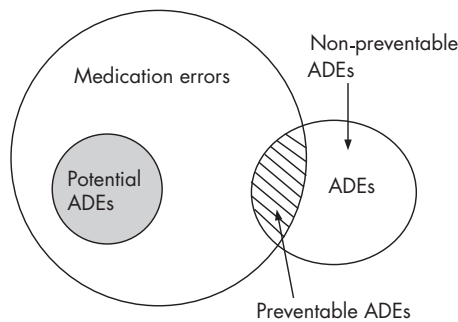 Non-preventable
ADEs
Medication errors
Potential
ADEs
ADEs
Preventable ADEs